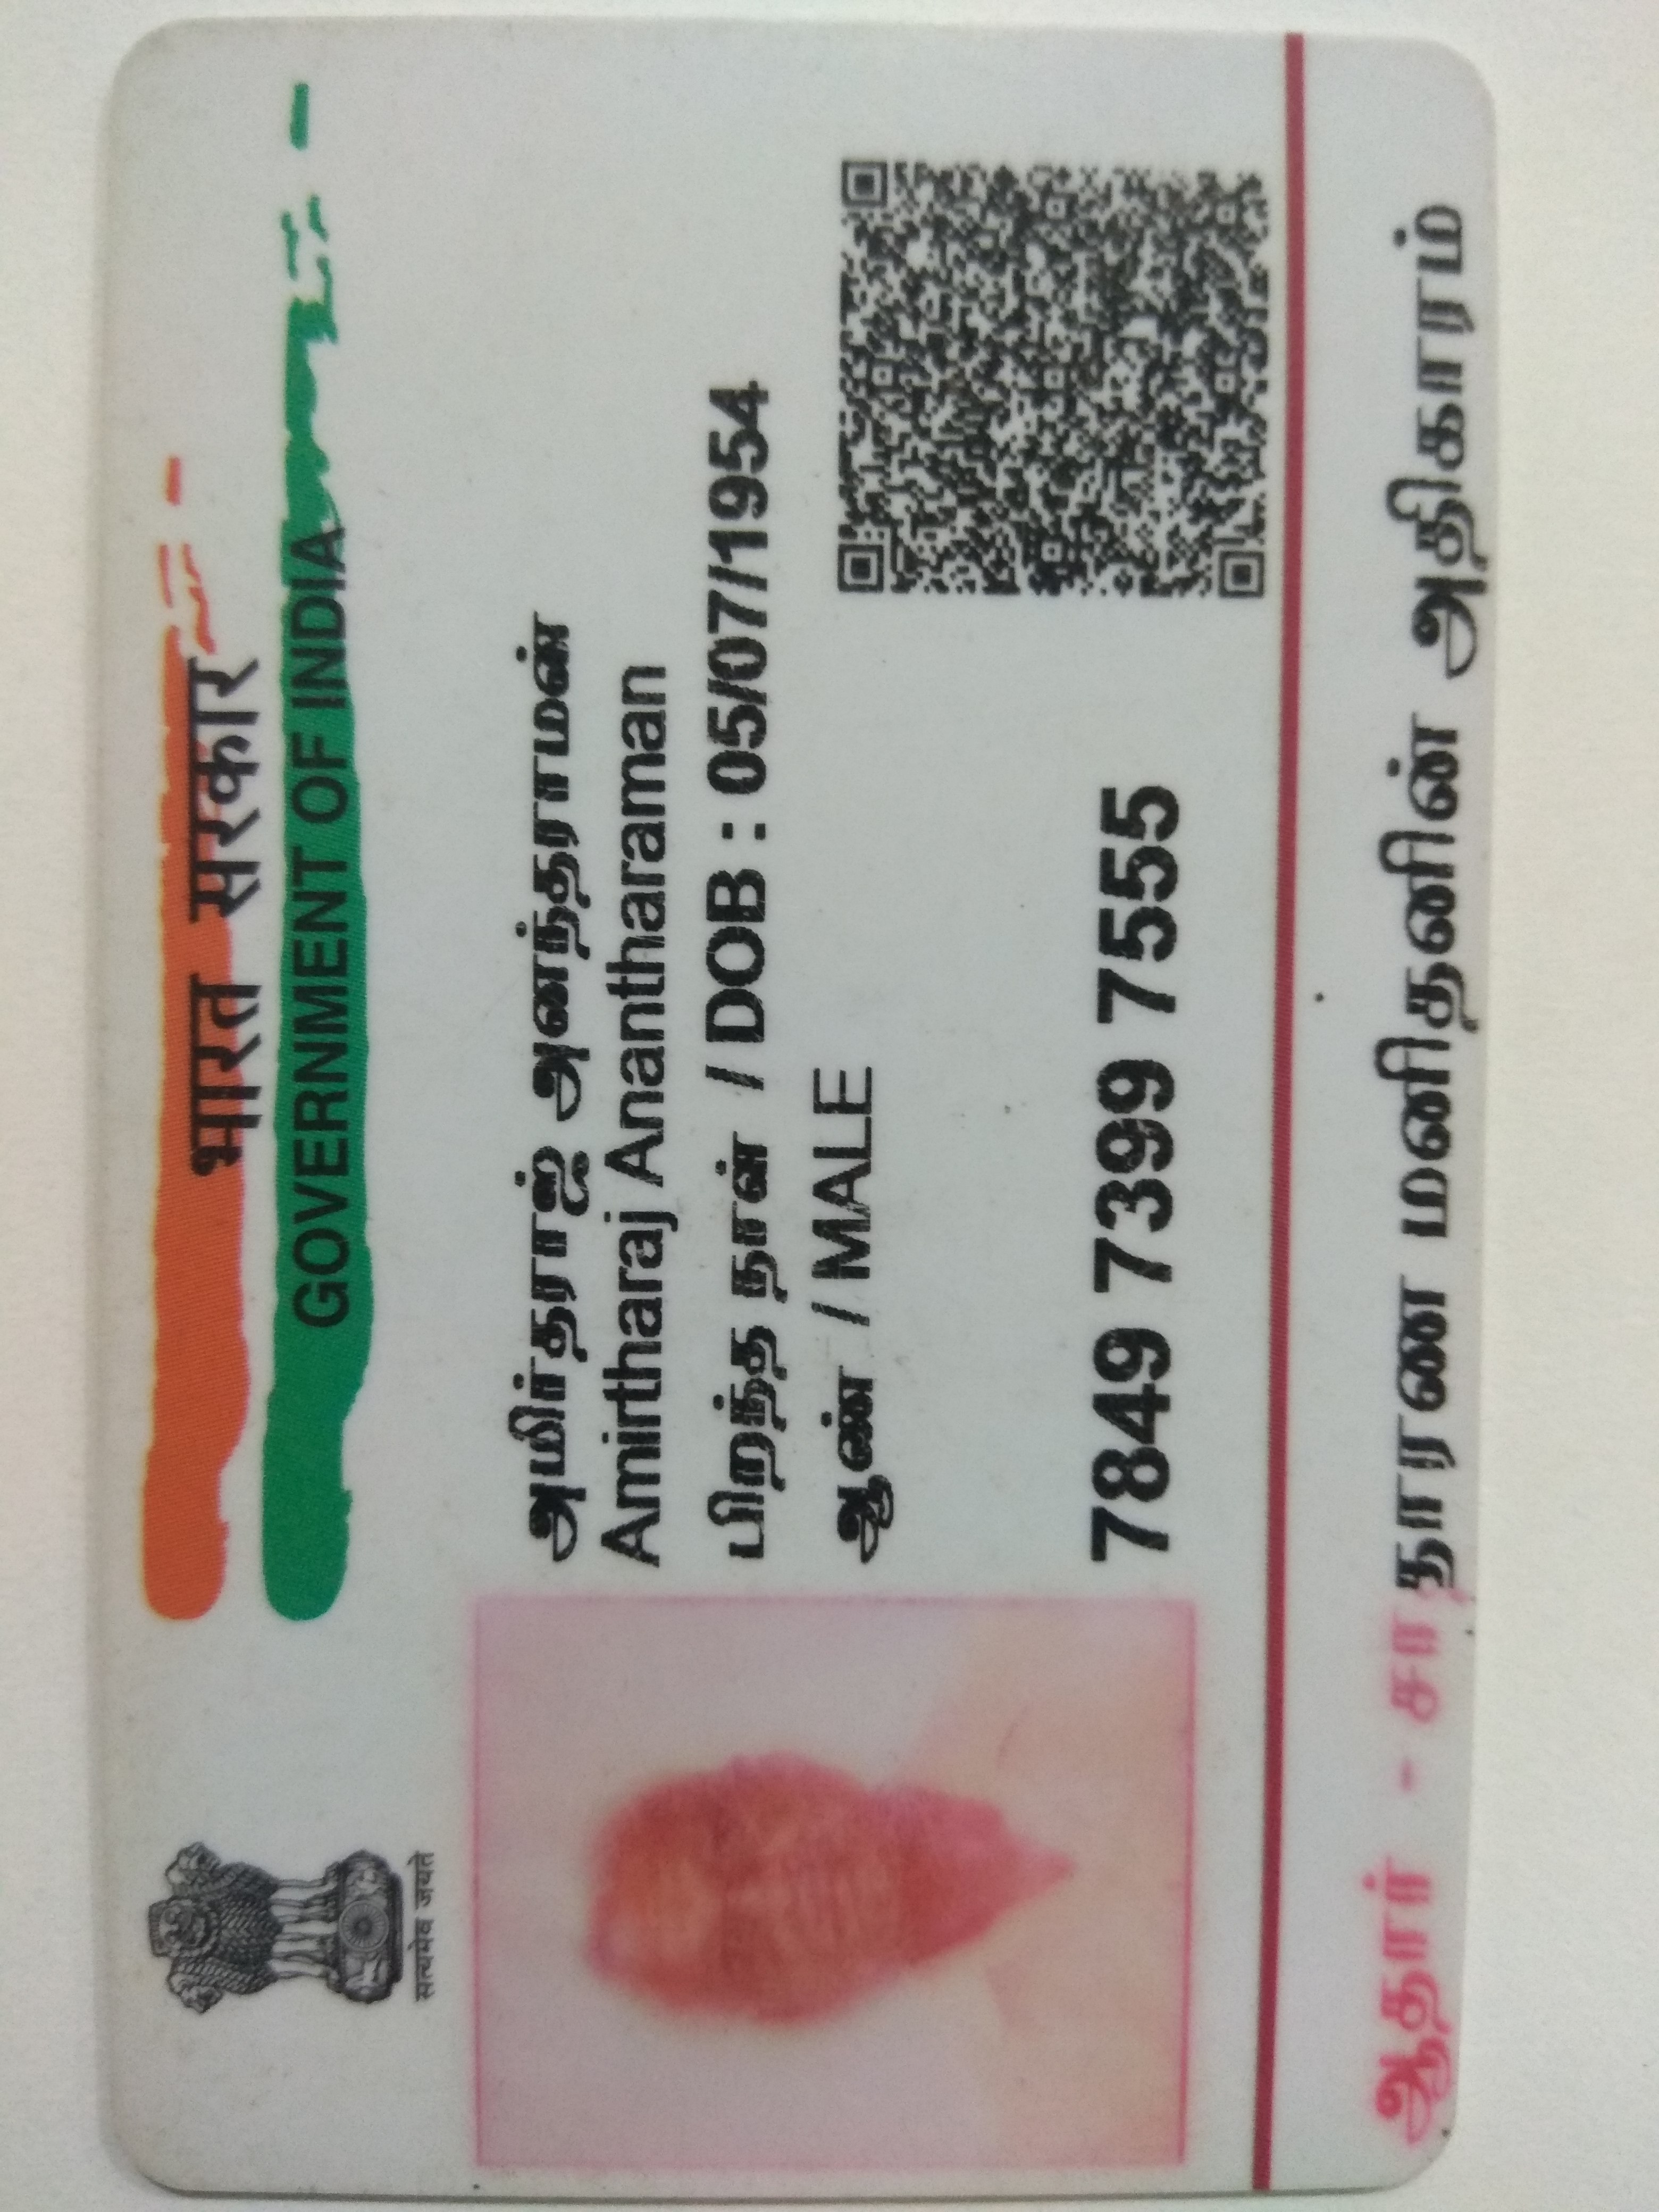 भारत सरकार
GOVERNMENT OF INDIA
सत्यमेव जयते
அமிர்தராஜ் அனந்தராமன்
Amirtharaj Anantharaman
பிறந்த நாள் / DOB : 05/07/1954
ஆண் / MALE
7849 7399 7555
ஆதார் - சாதாரண மனிதனின் அதிகாரம்